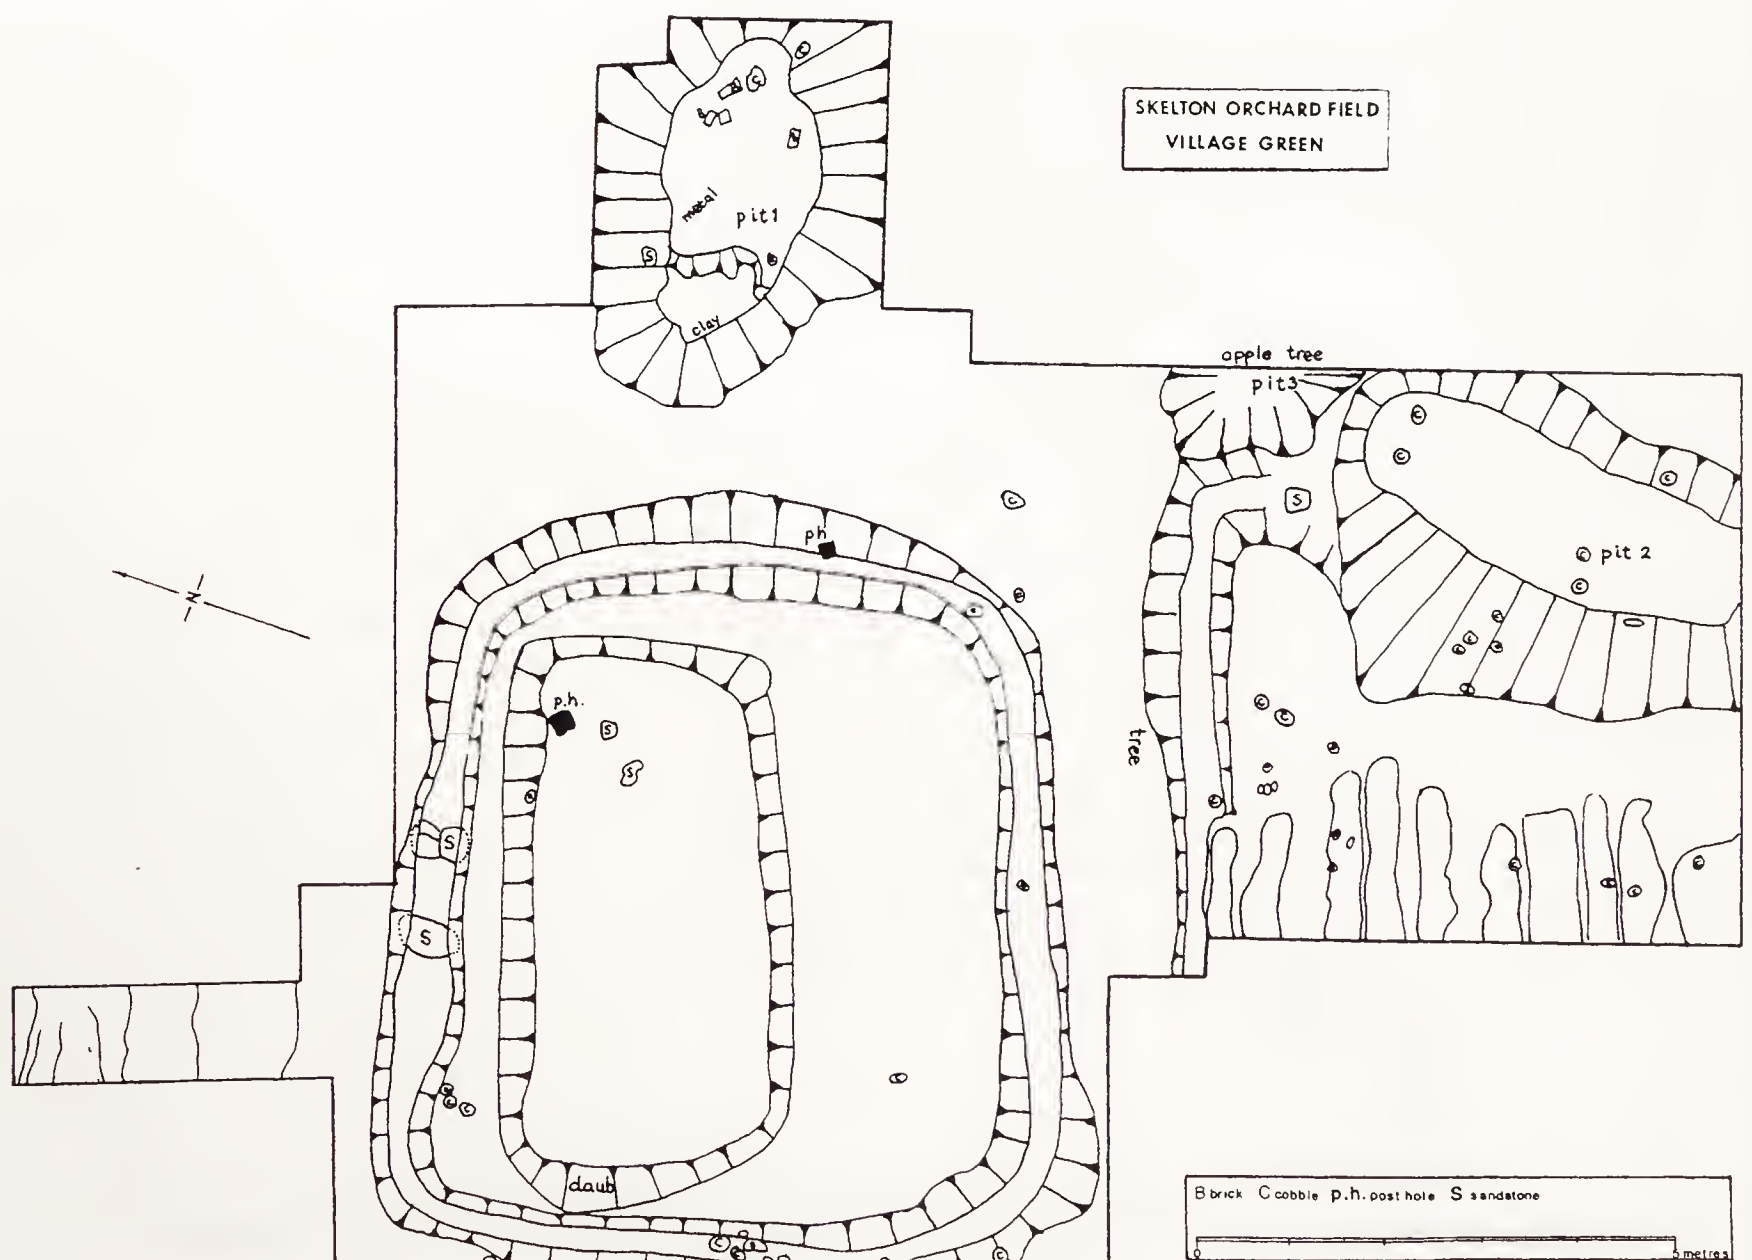 SKELTON ORCHARD FIELD
VILLAGE GREEN
C
C
metal
pit1
S
clay
apple tree
pit3
C
C
C
S
C
ph
C pit 2
C
N
p.h.
S
S
tree
S
S
daub
B brick C cobble p.h. post hole S sandstone
0 5 metres